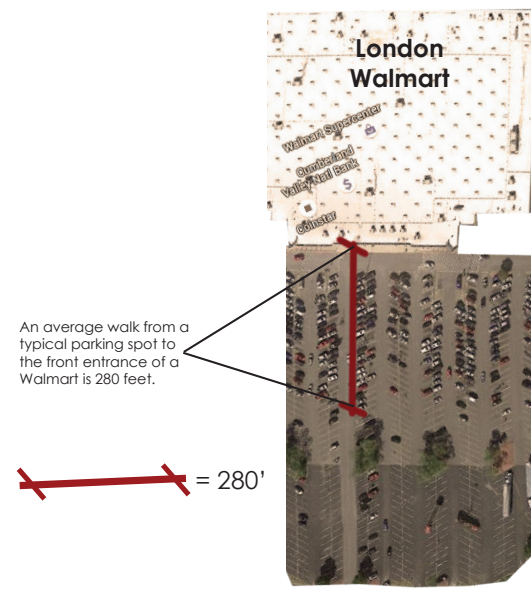 London
Walmart
Walmart Supercenter
Cumberland
Valley Natl Bank
$
Coinstar
An average walk from a
typical parking spot to
the front entrance of a
Walmart is 280 feet.
= 280'